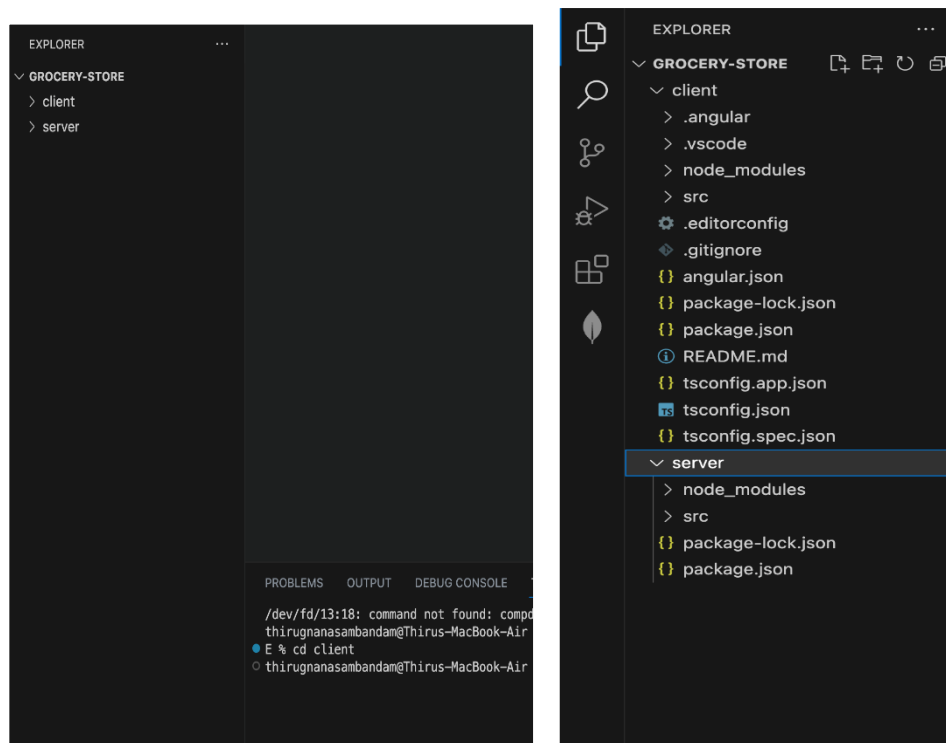 EXPLORER
GROCERY-STORE
client
server
PROBLEMS OUTPUT DEBUG CONSOLE
/dev/fd/13:18: command not found: compd
thirugnanasambandam@Thirus-MacBook-Air
E % cd client
thirugnanasambandam@Thirus-MacBook-Air
EXPLORER
GROCERY-STORE
client
.angular
.vscode
node_modules
src
.editorconfig
.gitignore
{} angular.json
{} package-lock.json
{} package.json
README.md
{} tsconfig.app.json
TS tsconfig.json
{} tsconfig.spec.json
server
node_modules
src
{} package-lock.json
{} package.json